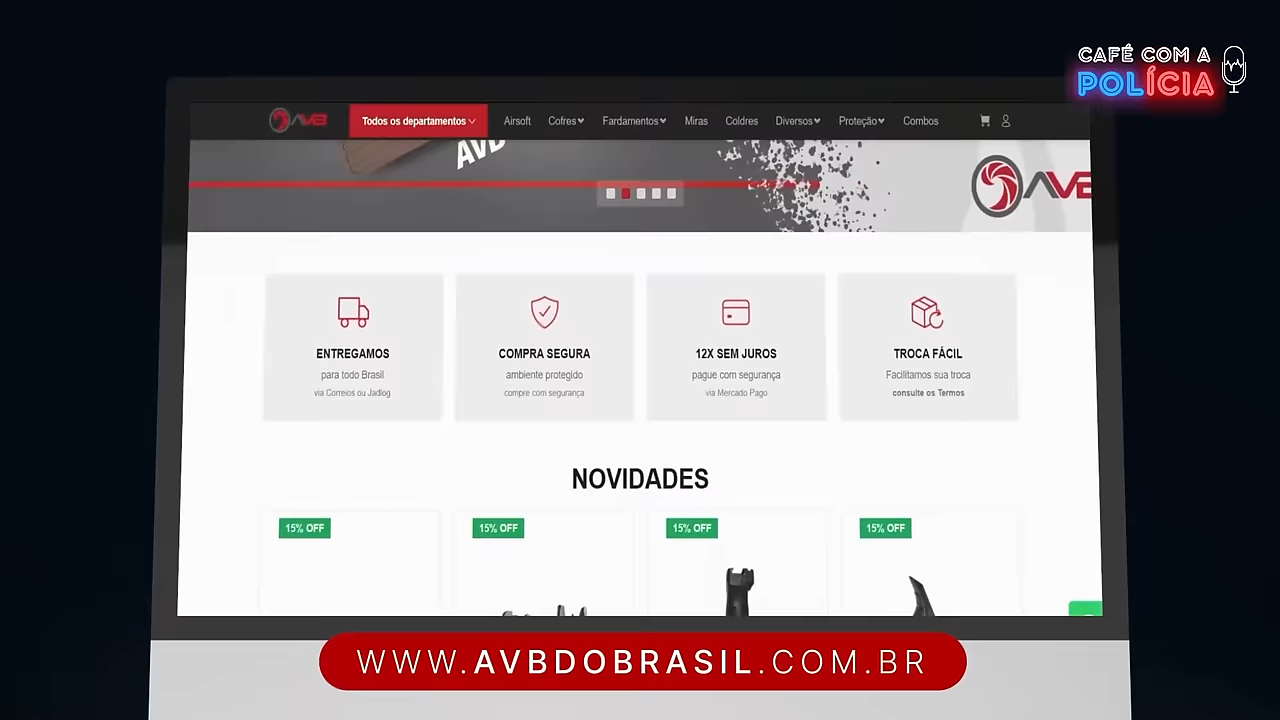 CAFÉ COM A
POLÍCIA
AVB
Todos os departamentos
Airsoft
Cofres
Fardamentos
Miras
Coldres
Diversos
Proteção
Combos
AVB
AVB
ENTREGAMOS
para todo Brasil
via Correios ou Jadlog
COMPRA SEGURA
ambiente protegido
compre com segurança
12X SEM JUROS
pague com segurança
via Mercado Pago
TROCA FÁCIL
Facilitamos sua troca
consulte os Termos
NOVIDADES
15% OFF
15% OFF
15% OFF
15% OFF
WWW.AVBDOBRASIL.COM.BR